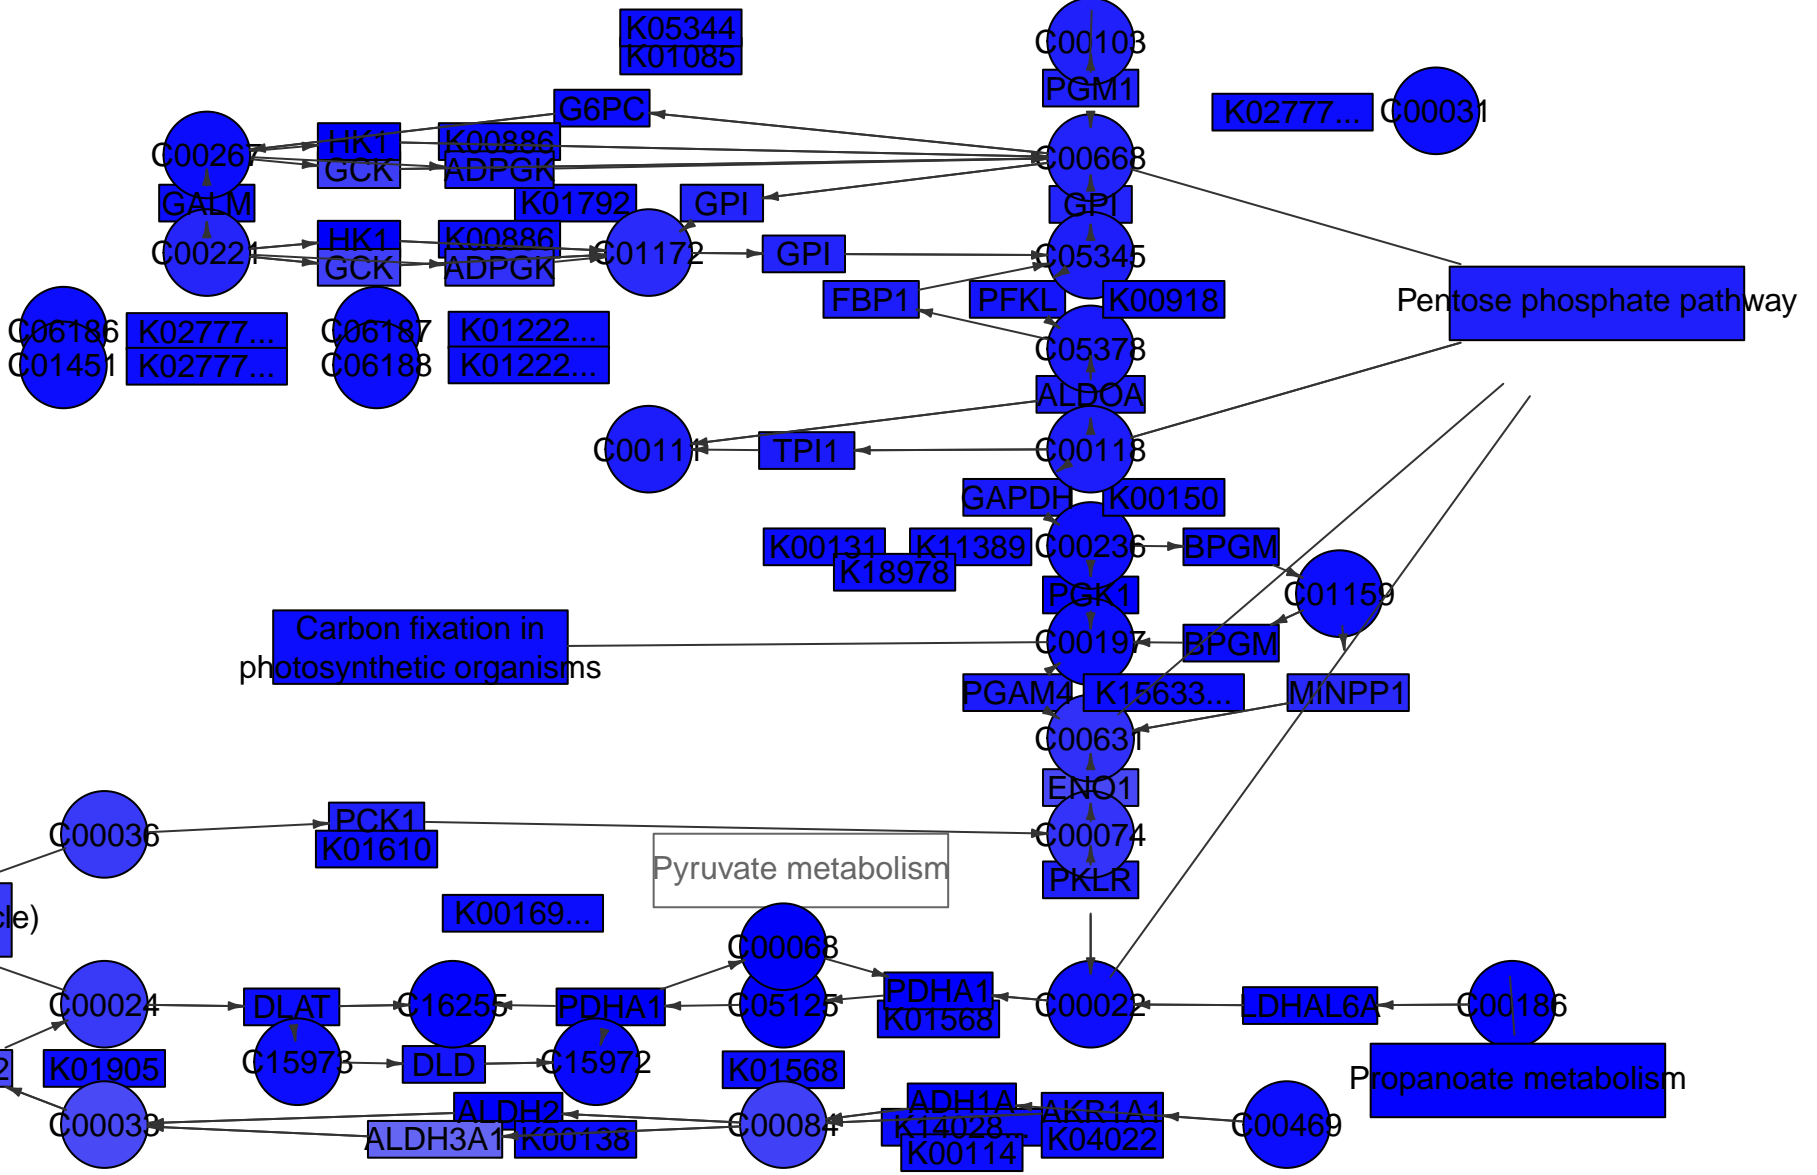 K05344
C00103
K01085
PGM1
G6PC
K02777...
C00031
C00267
HK1
K00886
C00668
GCK
ADPGK
GALM
K01792
GPI
GPI
HK1
K00886
C00221
C01172
GPI
C05345
GCK
ADPGK
FBP1
PFKL
K00918
Pentose phosphate pathway
C06186
K02777...
C06187
K01222...
C05378
C01451
K02777...
C06188
K01222...
ALDOA
C00111
TPI1
C00118
GAPDH
K00150
K00131
K11389
C00236
BPGM
K18978
PGK1
C01159
Carbon fixation in
photosynthetic organisms
C00197
BPGM
PGAM4
K15633...
MINPP1
C00631
ENO1
C00036
PCK1
C00074
K01610
Pyruvate metabolism
PKLR
cle)
K00169...
C00068
C00024
DLAT
C16255
PDHA1
C05125
PDHA1
C00022
LDHAL6A
C00186
K01568
2
K01905
C15973
DLD
C15972
K01568
Propanoate metabolism
C00033
ALDH2
C00084
ADH1A
AKR1A1
C00469
ALDH3A1
K00138
K14028...
K04022
K00114